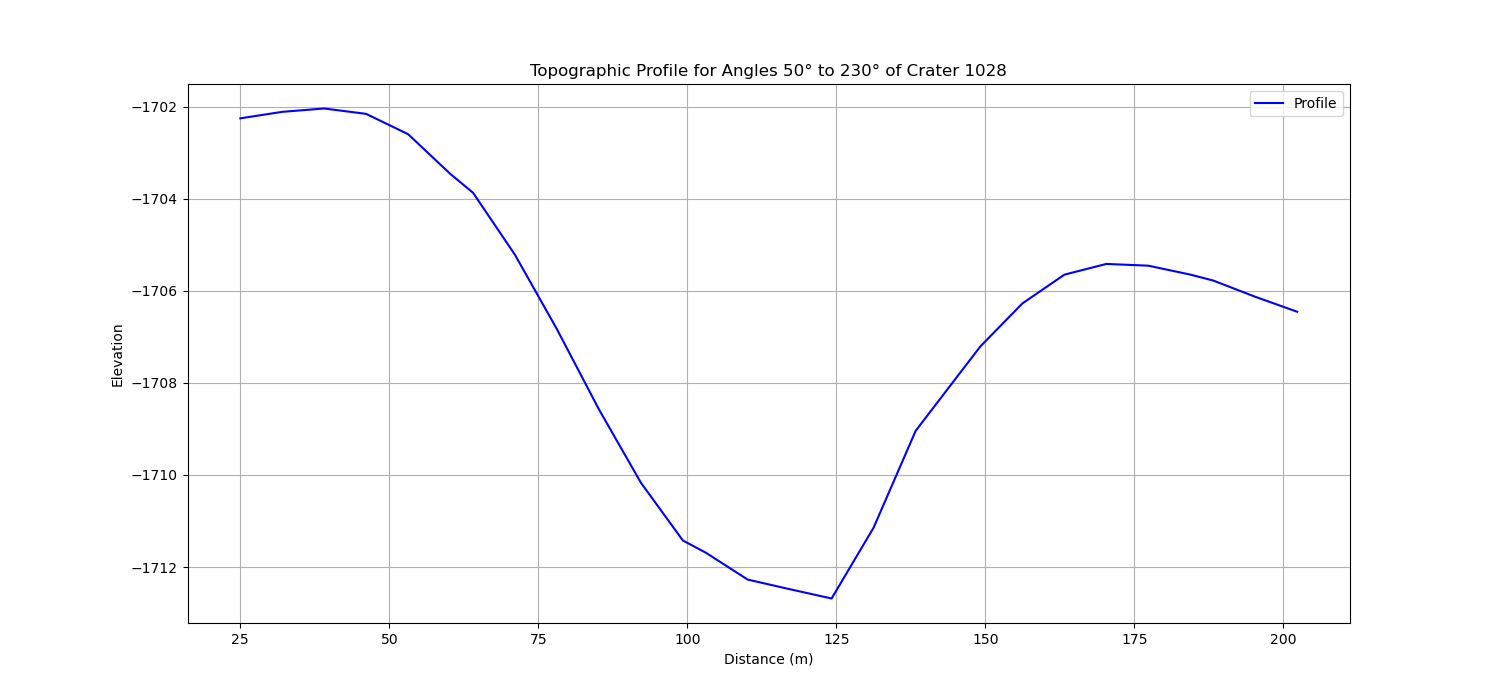 Topographic Profile for Angles 50° to 230° of Crater 1028
Profile
−1702
−1704
−1706
−1708
−1710
−1712
Elevation
25 50 75 100 125 150 175 200
Distance (m)